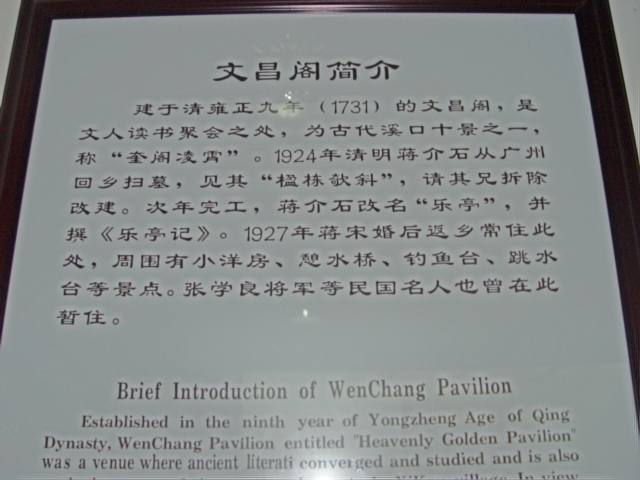 文昌阁简介
建于清雍正九年（1731）的文昌阁，是
文人读书聚会之处，为古代溪口十景之一，
称“奎阁凌霄”。1924年清明蒋介石从广州
回乡扫墓，见其“楹栋欹斜”，请其兄拆除
改建。次年完工，蒋介石改名“乐亭”，并
撰《乐亭记》。1927年蒋宋婚后返乡常住此
处，周围有小洋房、憩水桥、钓鱼台、跳水
台等景点。张学良将军等民国名人也曾在此
暂住。
Brief Introduction of WenChang Pavilion
Established in the ninth year of Yongzheng Age of Qing
Dynasty, WenChang Pavilion entitled "Heavenly Golden Pavilion"
was a venue where ancient literati converged and studied and is also